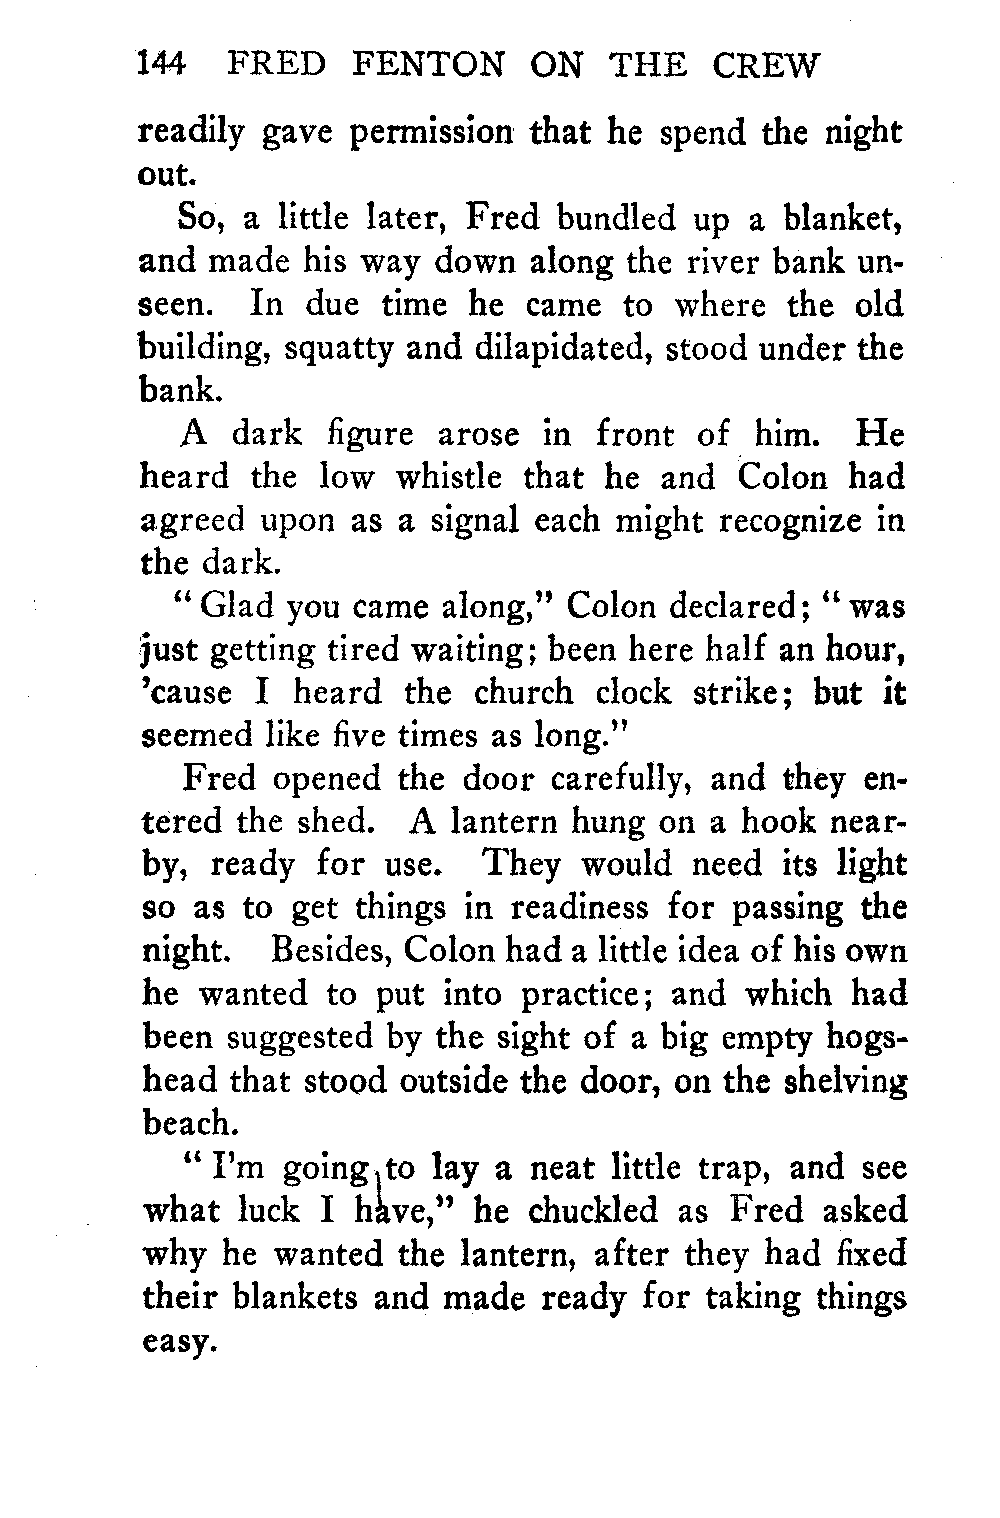 144 FRED FENTON ON THE CREW
readily gave permission that he spend the night
out.
So, a little later, Fred bundled up a blanket,
and made his way down along the river bank un-
seen. In due time he came to where the old
building, squatty and dilapidated, stood under the
bank.
A dark figure arose in front of him. He
heard the low whistle that he and Colon had
agreed upon as a signal each might recognize in
the dark.
“ Glad you came along,” Colon declared; “ was
just getting tired waiting; been here half an hour,
’cause I heard the church clock strike; but it
seemed like five times as long.”
Fred opened the door carefully, and they en-
tered the shed. A lantern hung on a hook near-
by, ready for use. They would need its light
so as to get things in readiness for passing the
night. Besides, Colon had a little idea of his own
he wanted to put into practice; and which had
been suggested by the sight of a big empty hogs-
head that stood outside the door, on the shelving
beach.
“ I’m going to lay a neat little trap, and see
what luck I have,” he chuckled as Fred asked
why he wanted the lantern, after they had fixed
their blankets and made ready for taking things
easy.